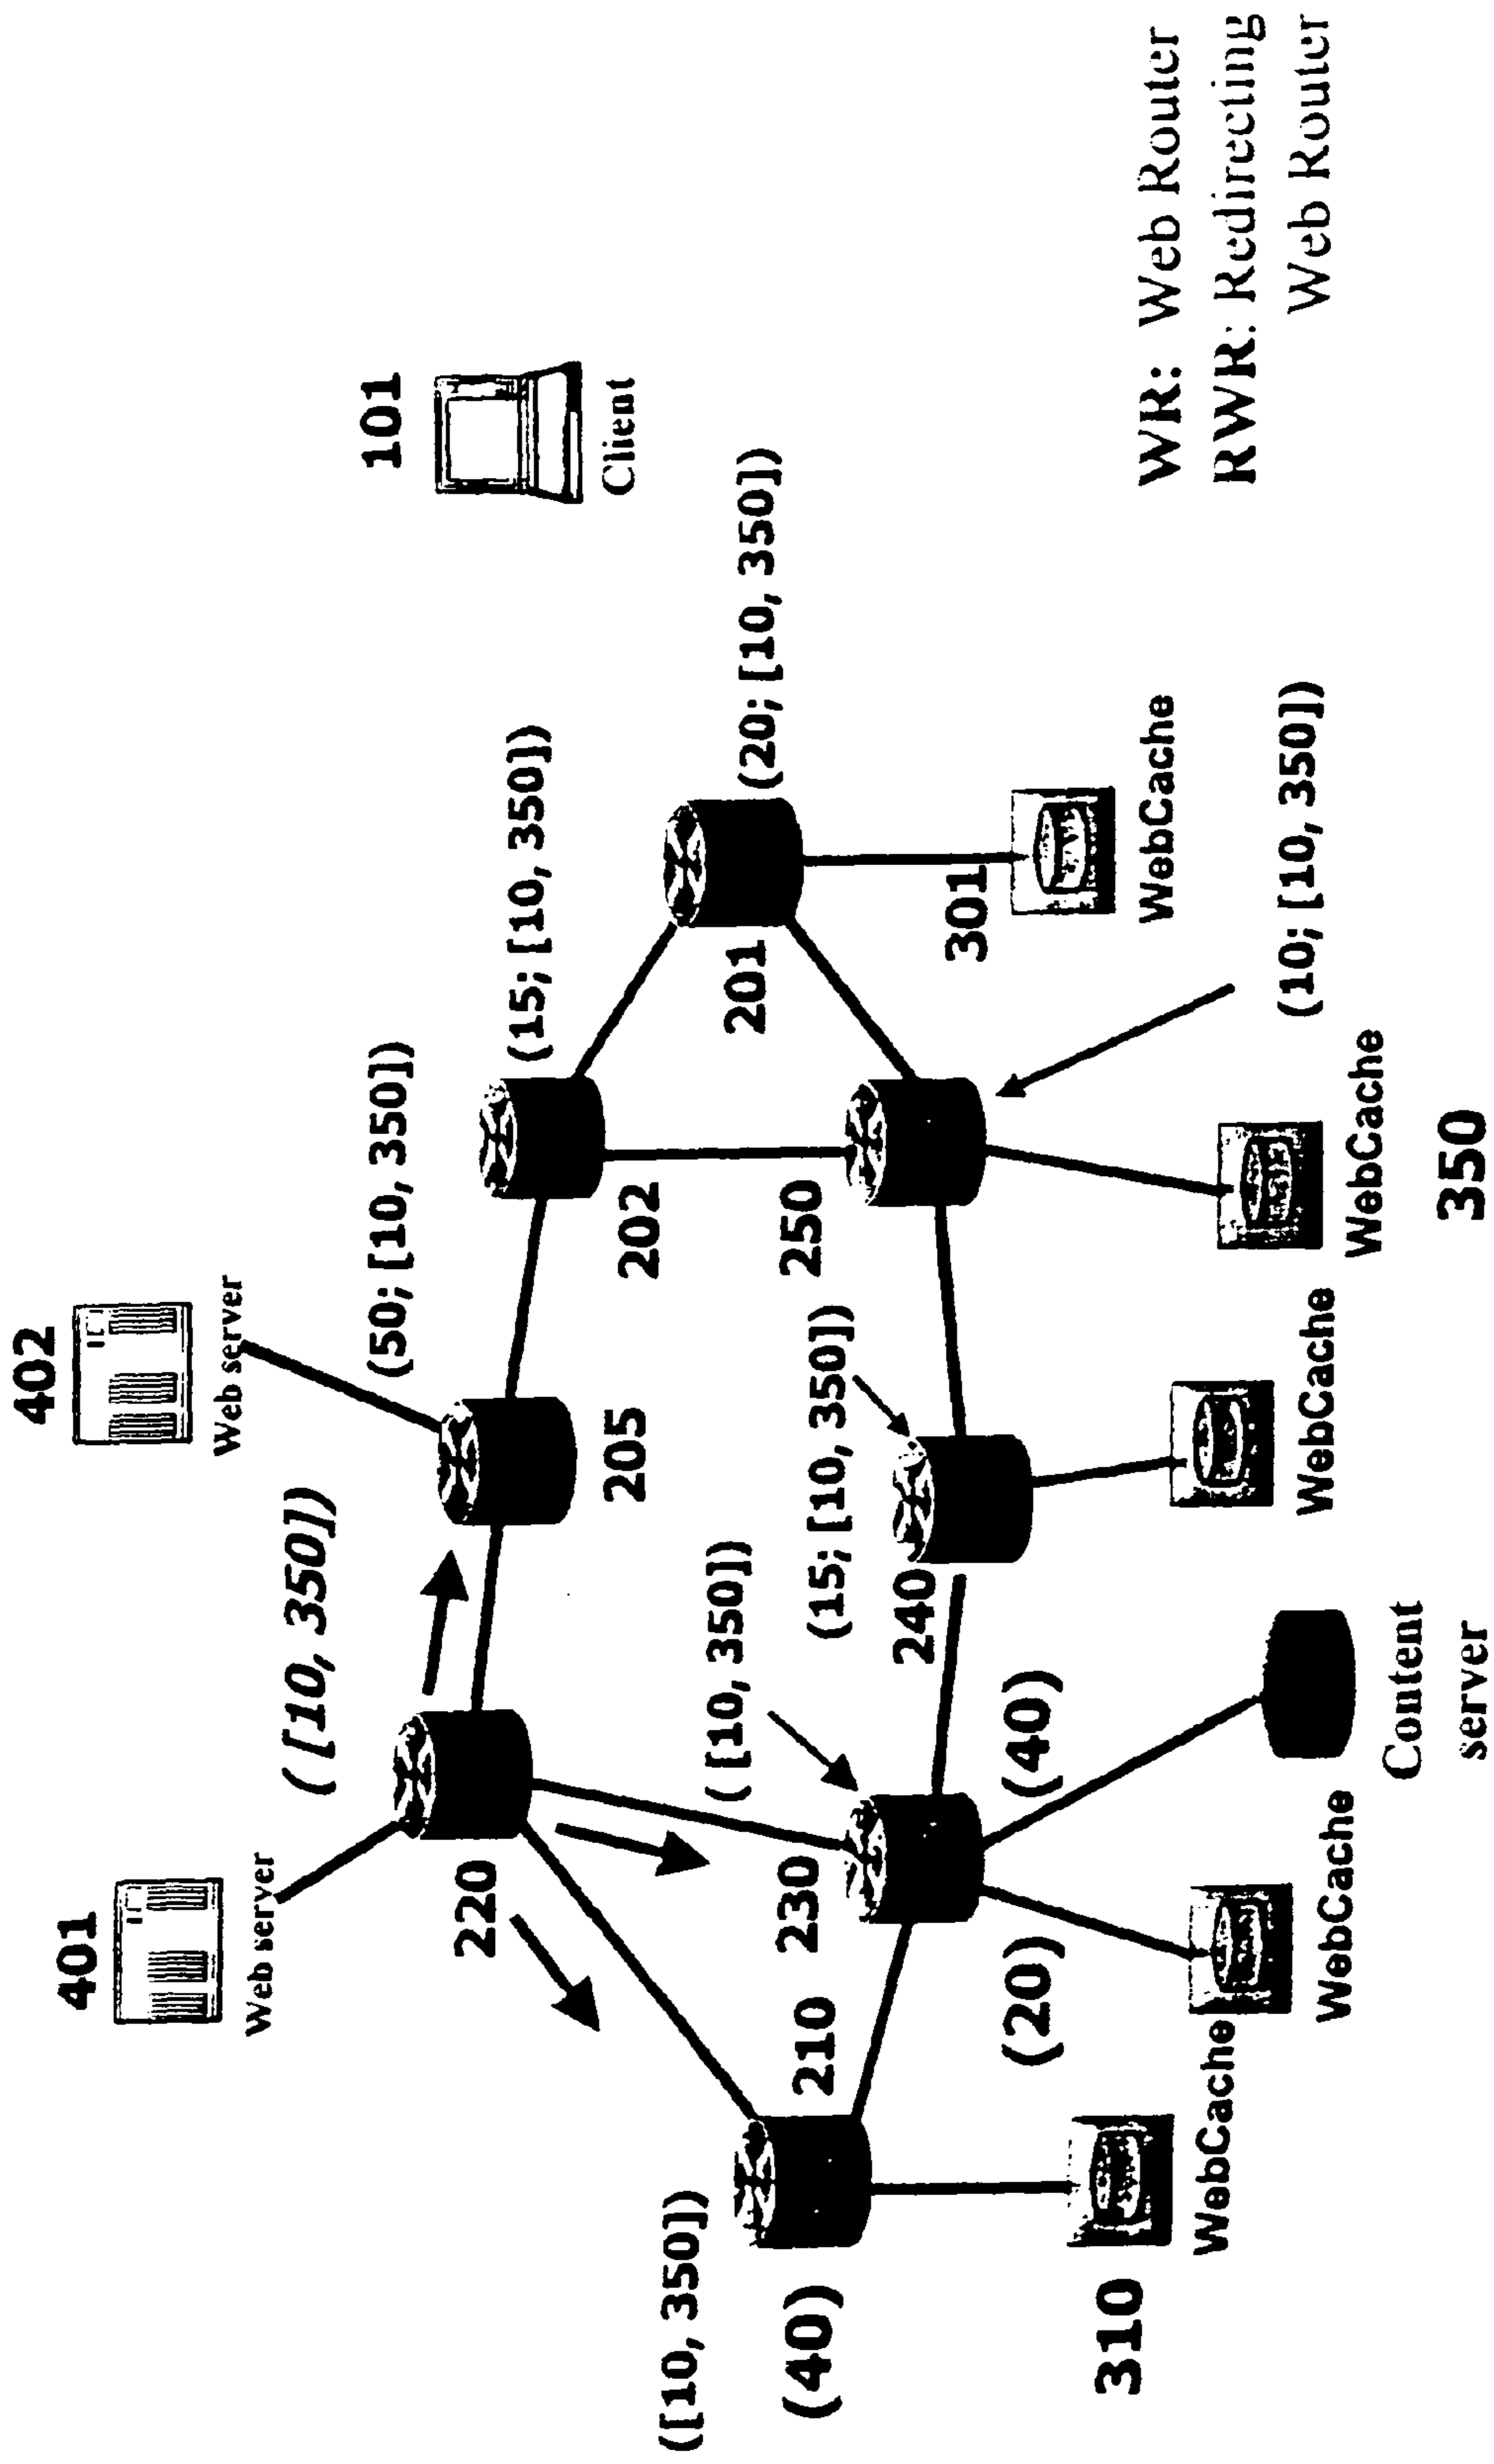 402
Web server
401
Web server
([10, 350])
(50; [10, 350])
(15; [10, 350])
101
Client
220
205
202
([10, 350])
(15; [10, 350])
(20; [10, 350])
201
([10, 350])
(40)
210
230
240
250
301
WebCache
(20)
(40)
310
WebCache
WebCache
Content
server
WebCache
WebCache
350
(10; [10, 350])
WR: Web Router
RWR: Redirecting
Web Router